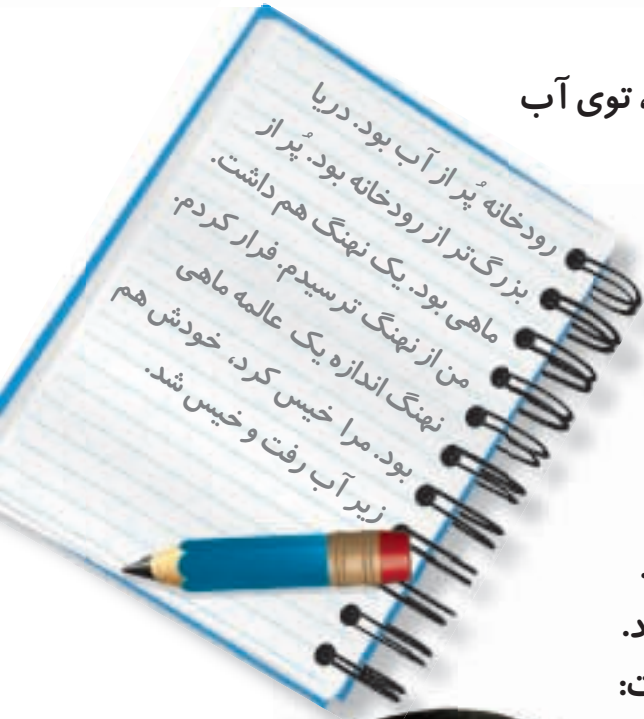 ، توی آب
رودخانه پُر از آب بود. دریا
بزرگ‌تر از رودخانه بود. پُر از
ماهی بود. یک نهنگ هم داشت.
من از نهنگ ترسیدم. فرار کردم.
نهنگ اندازه یک عالمه ماهی
بود. مرا خیس کرد، خودش هم
زیر آب رفت و خیس شد.
.
د.
ت: